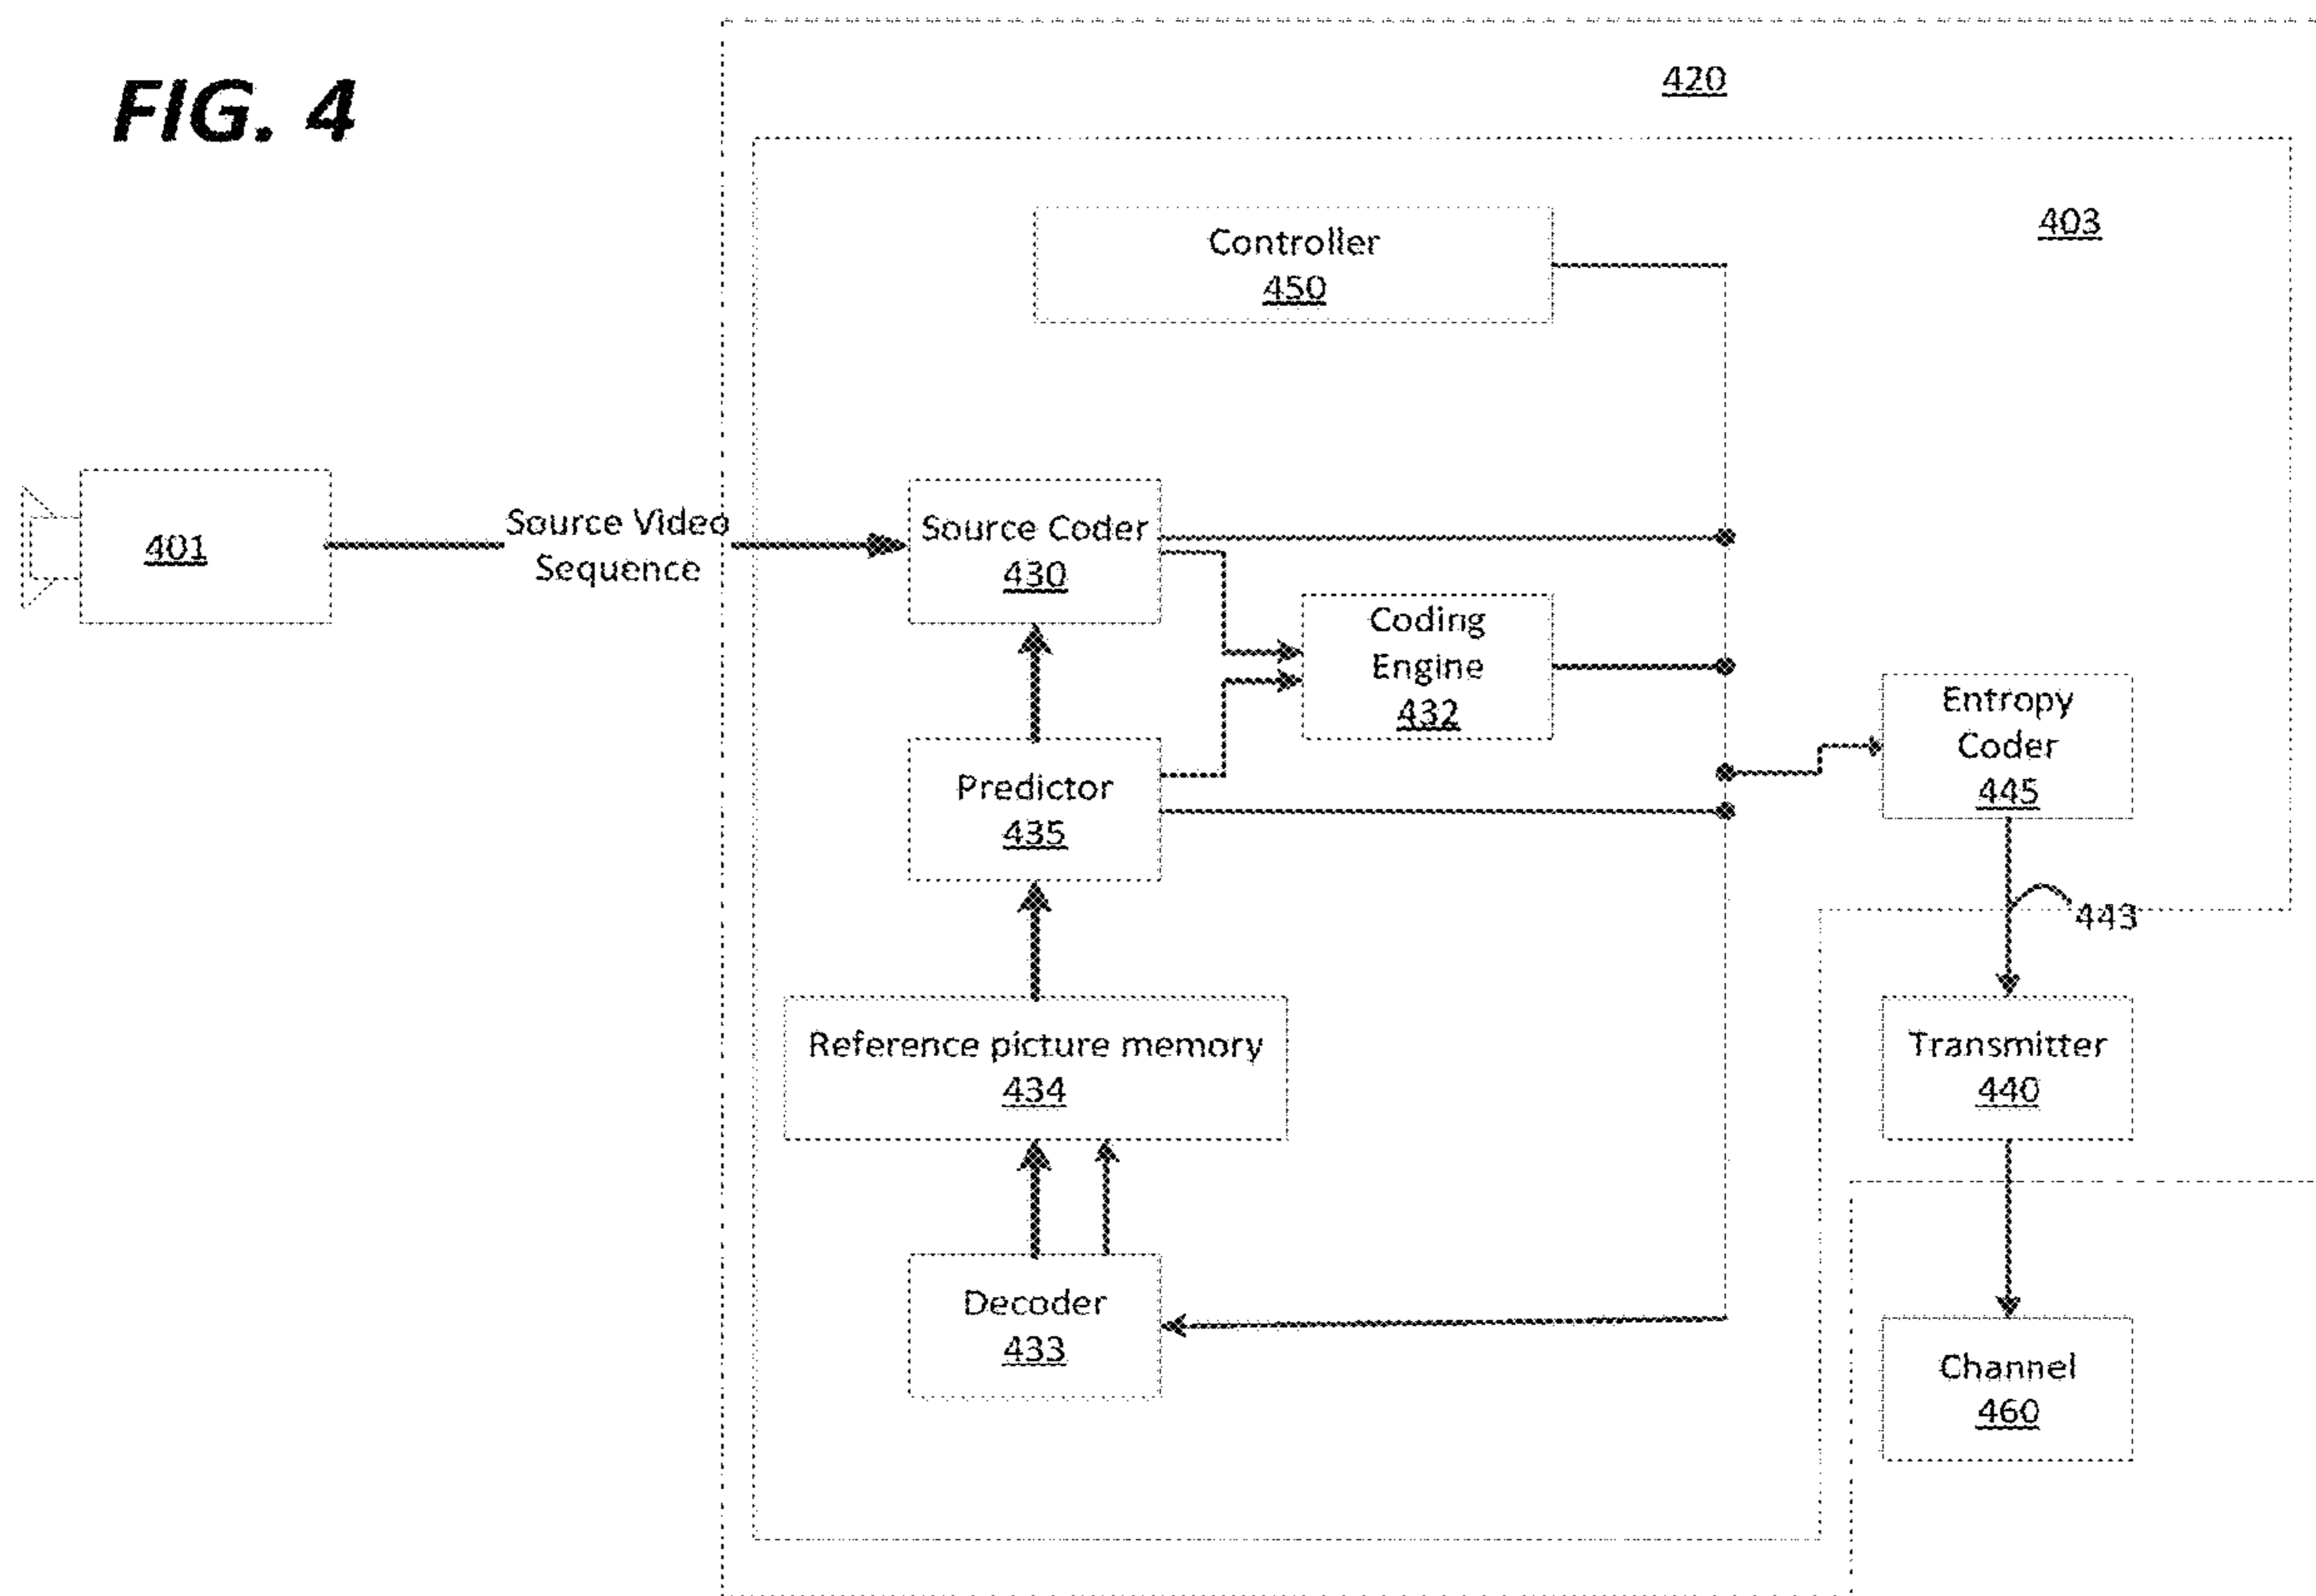 FIG. 4
420
403
Controller
450
401
Source Video
Sequence
Source Coder
430
Coding
Engine
432
Entropy
Coder
445
Predictor
435
443
Reference picture memory
434
Transmitter
440
Decoder
433
Channel
460